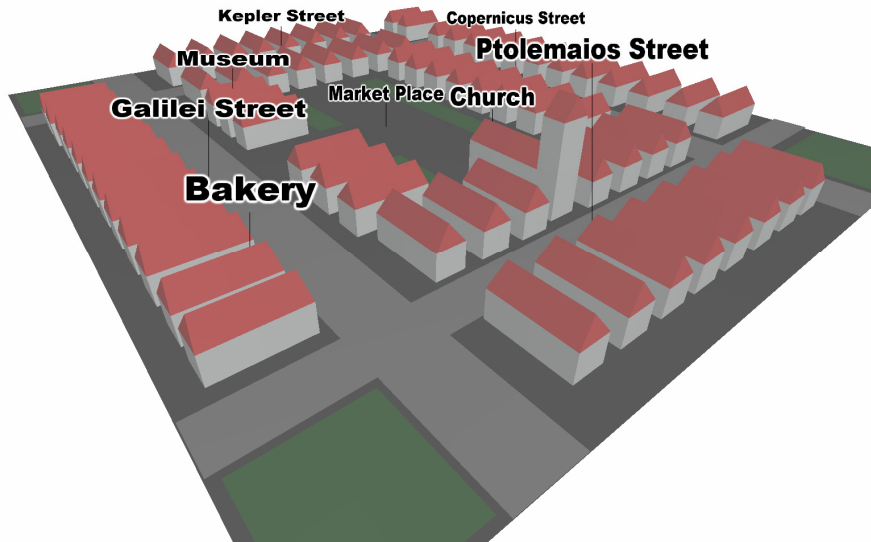 Kepler Street
Copernicus Street
Museum
Ptolemaios Street
Galilei Street
Market Place
Church
Bakery